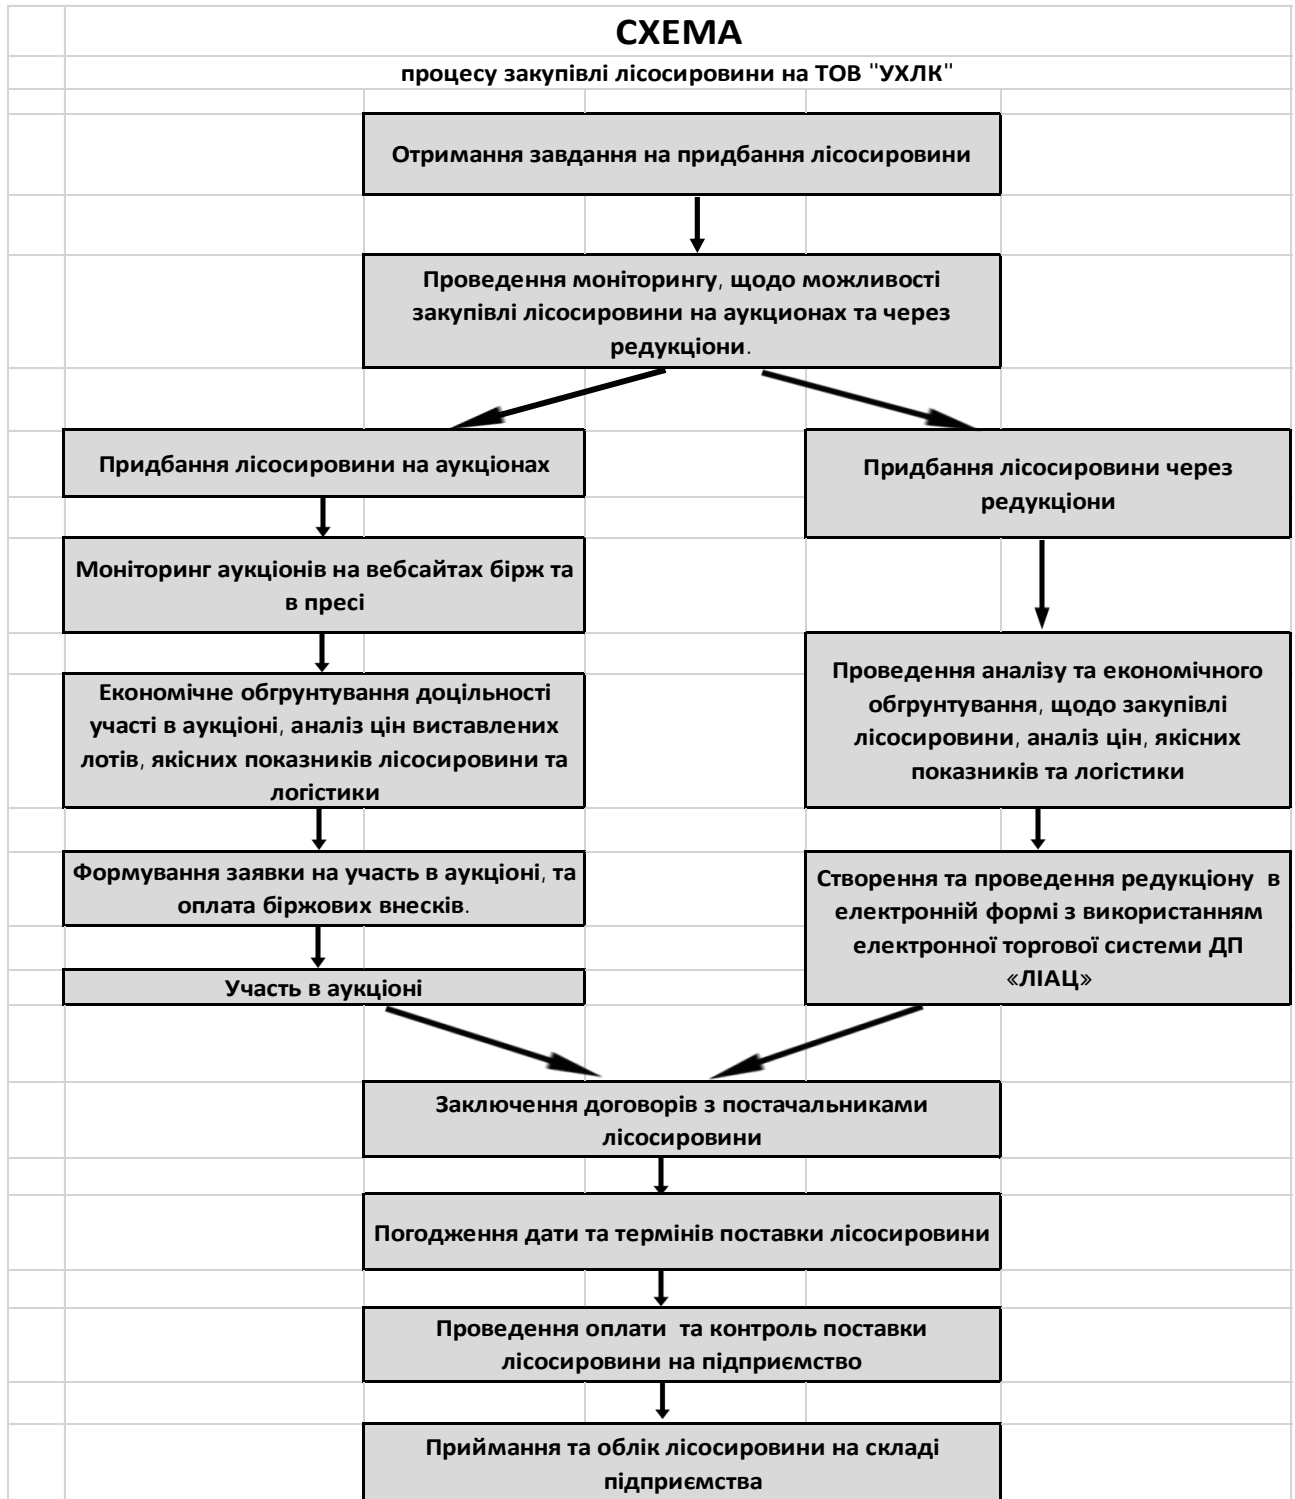 СХЕМА
процесу закупівлі лісосировини на ТОВ "УХЛК"
Отримання завдання на придбання лісосировини
Проведення моніторингу, щодо можливості
закупівлі лісосировини на аукционах та через
редукціони.
Придбання лісосировини на аукціонах
Моніторинг аукціонів на вебсайтах бірж та
в пресі
Економічне обгрунтування доцільності
участі в аукціоні, аналіз цін виставлених
лотів, якісних показників лісосировини та
логістики
Формування заявки на участь в аукціоні, та
оплата біржових внесків.
Участь в аукціоні
Придбання лісосировини через
редукціони
Проведення аналізу та економічного
обгрунтування, щодо закупівлі
лісосировини, аналіз цін, якісних
показників та логістики
Створення та проведення редукціону  в
електронній формі з використанням
електронної торгової системи ДП
«ЛІАЦ»
Заключення договорів з постачальниками
лісосировини
Погодження дати та термінів поставки лісосировини
Проведення оплати  та контроль поставки
лісосировини на підприємство
Приймання та облік лісосировини на складі
підприємства